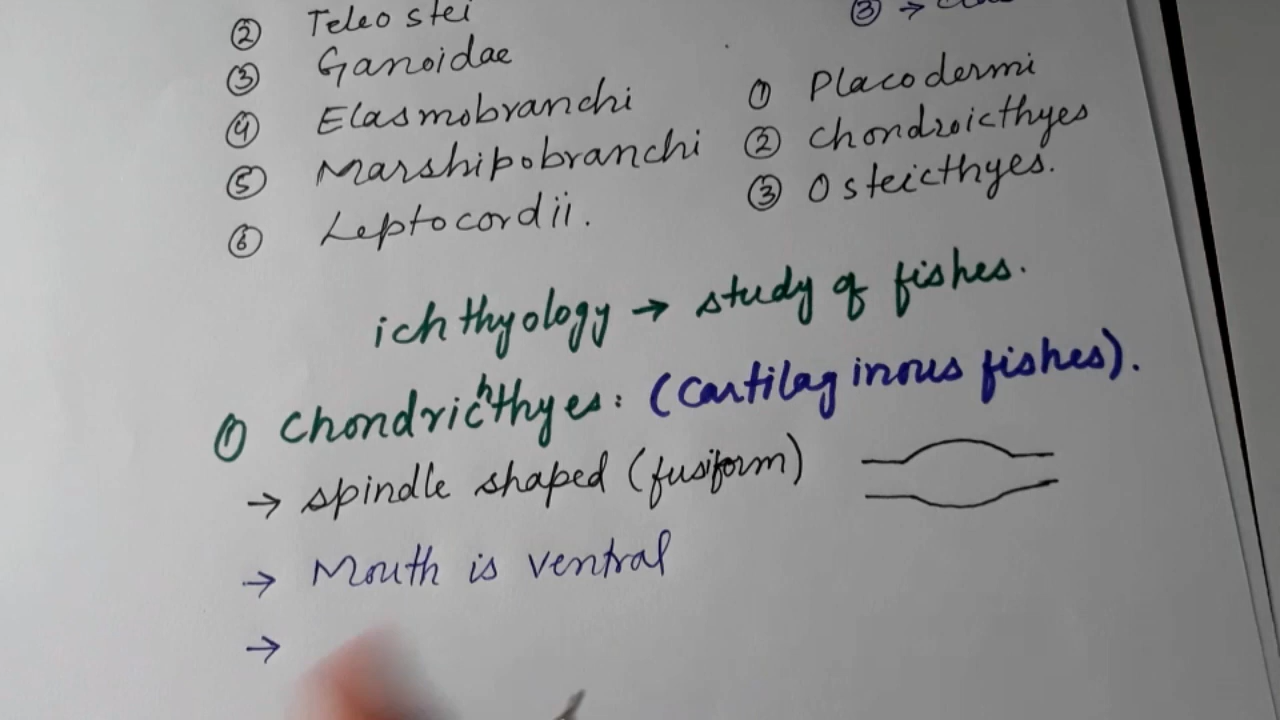 ② Teleostei
③ Ganoidae
④ Elasmobranchi
⑤ Marshipobranchi
⑥ Leptocordii.
③ →
① Placodermi
② Chondroicthyes
③ Osteicthyes.
ichthyology → study of fishes.
① Chondrichthyes: (Cartilaginous fishes).
→ spindle shaped (fusiform)
→ Mouth is ventral
→